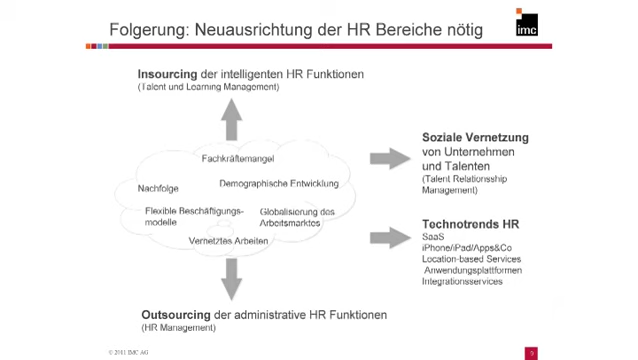 Folgerung: Neuausrichtung der HR Bereiche nötig
imc
Insourcing der intelligenten HR Funktionen
(Talent und Learning Management)
Fachkräftemangel
Demographische Entwicklung
Nachfolge
Flexible Beschäftigungs-
modelle
Globalisierung des
Arbeitsmarktes
Vernetztes Arbeiten
Soziale Vernetzung
von Unternehmen
und Talenten
(Talent Relationsship
Management)
Technotrends HR
SaaS
iPhone/iPad/Apps&Co
Location-based Services
Anwendungsplattformen
Integrationsservices
Outsourcing der administrative HR Funktionen
(HR Management)
© 2011 IMC AG
9